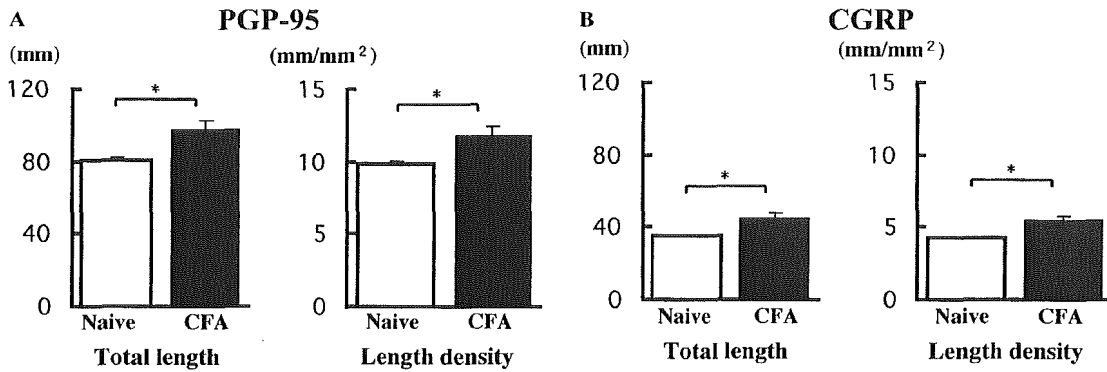 A PGP-95
(mm) (mm/mm²)
120 15
* *
80 10
40 5
0 0
Naive CFA Naive CFA
Total length Length density
B CGRP
(mm) (mm/mm²)
120 15
80 10
* *
40 5
0 0
Naive CFA Naive CFA
Total length Length density